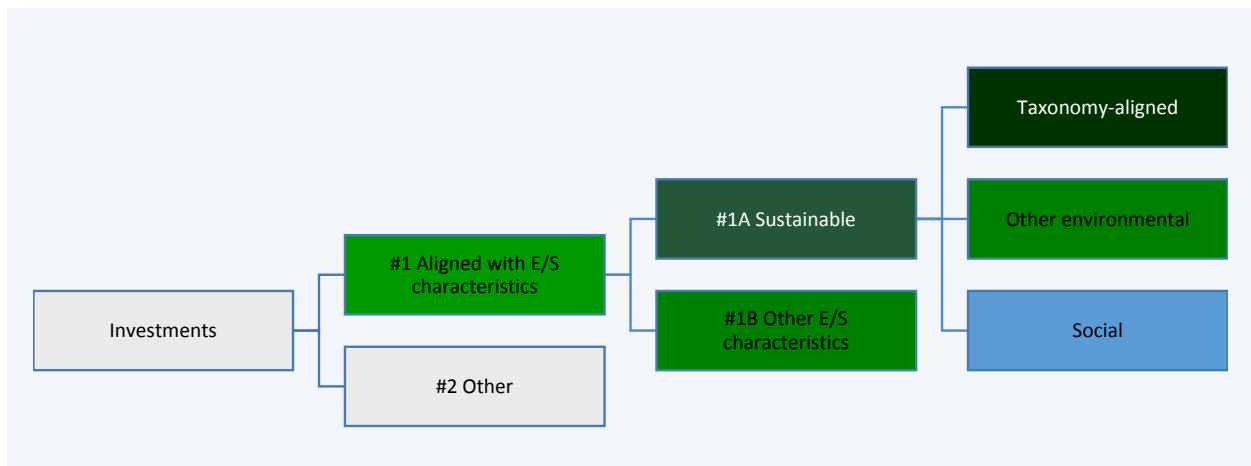 Investments
#1 Aligned with E/S
characteristics
#2 Other
#1A Sustainable
#1B Other E/S
characteristics
Taxonomy-aligned
Other environmental
Social